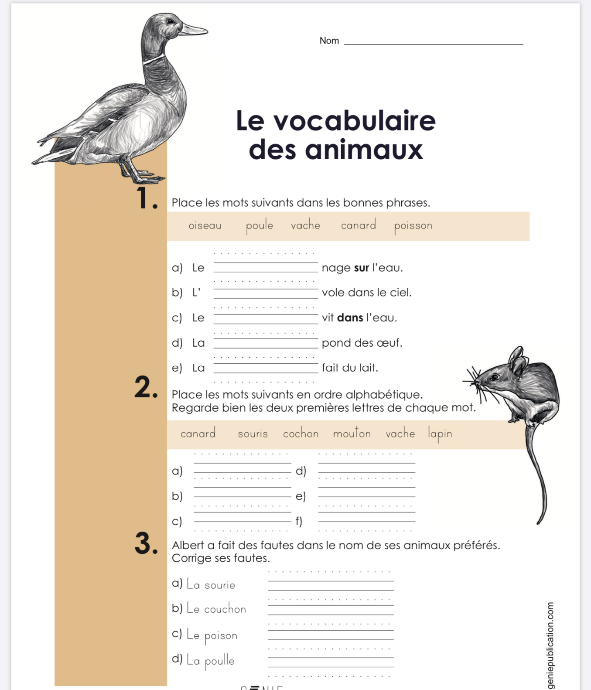 Nom
Le vocabulaire
des animaux
1. Place les mots suivants dans les bonnes phrases.
oiseau poule vache canard poisson
a) Le nage sur l'eau.
b) L' vole dans le ciel.
c) Le vit dans l'eau.
d) La pond des œuf.
e) La fait du lait.
2. Place les mots suivants en ordre alphabétique.
Regarde bien les deux premières lettres de chaque mot.
canard souris cochon mouton vache lapin
a) d)
b) e)
c) f)
3. Albert a fait des fautes dans le nom de ses animaux préférés.
Corrige ses fautes.
a) La sourie
b) Le couchon
c) Le poison
d) La poulle
geniepublication.com